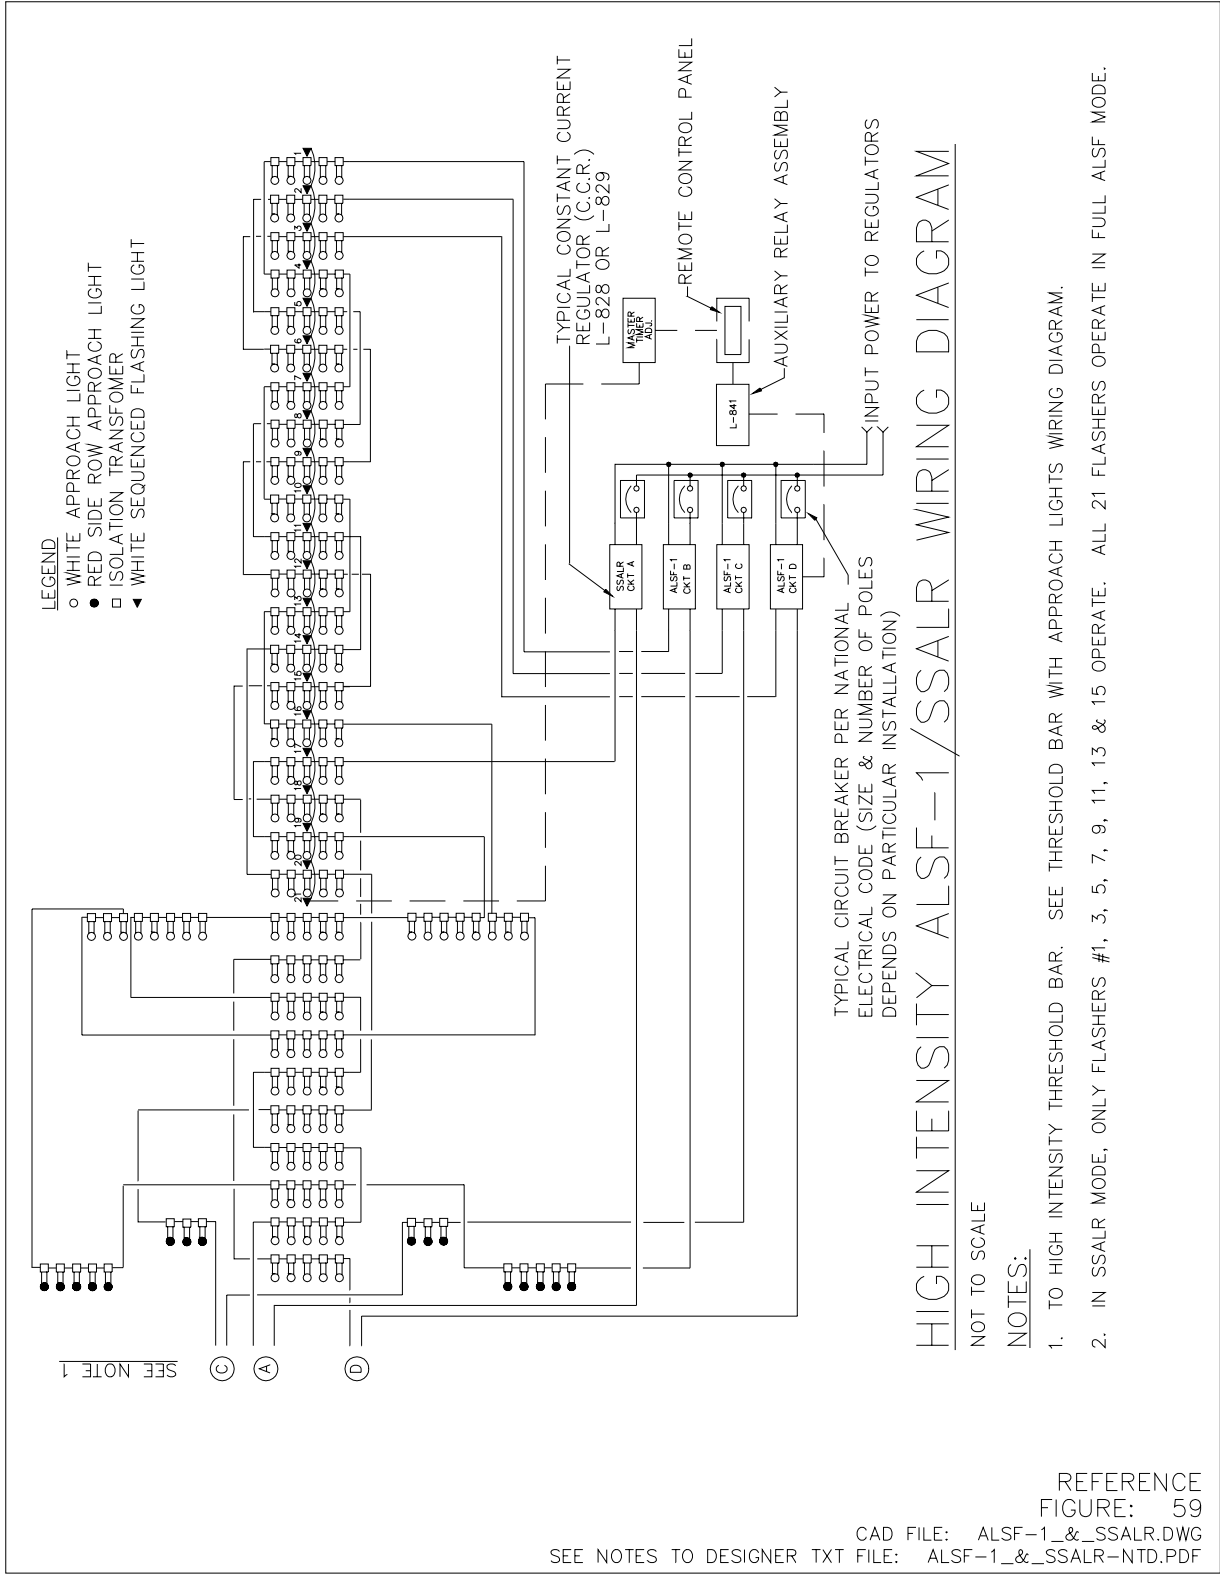 LEGEND
WHITE APPROACH LIGHT
RED SIDE ROW APPROACH LIGHT
ISOLATION TRANSFOMER
WHITE SEQUENCED FLASHING LIGHT
1
2
3
4
5
6
7
8
9
10
11
12
13
14
15
16
17
18
19
20
21
TYPICAL CONSTANT CURRENT
REGULATOR (C.C.R.)
L-828 OR L-829
MASTER
TIMER
ADJ.
REMOTE CONTROL PANEL
L-841
AUXILIARY RELAY ASSEMBLY
INPUT POWER TO REGULATORS
SSALR
CKT A
ALSF-1
CKT B
ALSF-1
CKT C
ALSF-1
CKT D
TYPICAL CIRCUIT BREAKER PER NATIONAL
ELECTRICAL CODE (SIZE & NUMBER OF POLES
DEPENDS ON PARTICULAR INSTALLATION)
SEE NOTE 1
C
A
D
HIGH INTENSITY ALSF-1/SSALR WIRING DIAGRAM
NOT TO SCALE
NOTES:
1. TO HIGH INTENSITY THRESHOLD BAR. SEE THRESHOLD BAR WITH APPROACH LIGHTS WIRING DIAGRAM.
2. IN SSALR MODE, ONLY FLASHERS #1, 3, 5, 7, 9, 11, 13 & 15 OPERATE. ALL 21 FLASHERS OPERATE IN FULL ALSF MODE.
REFERENCE
FIGURE: 59
CAD FILE: ALSF-1_&_SSALR.DWG
SEE NOTES TO DESIGNER TXT FILE: ALSF-1_&_SSALR-NTD.PDF